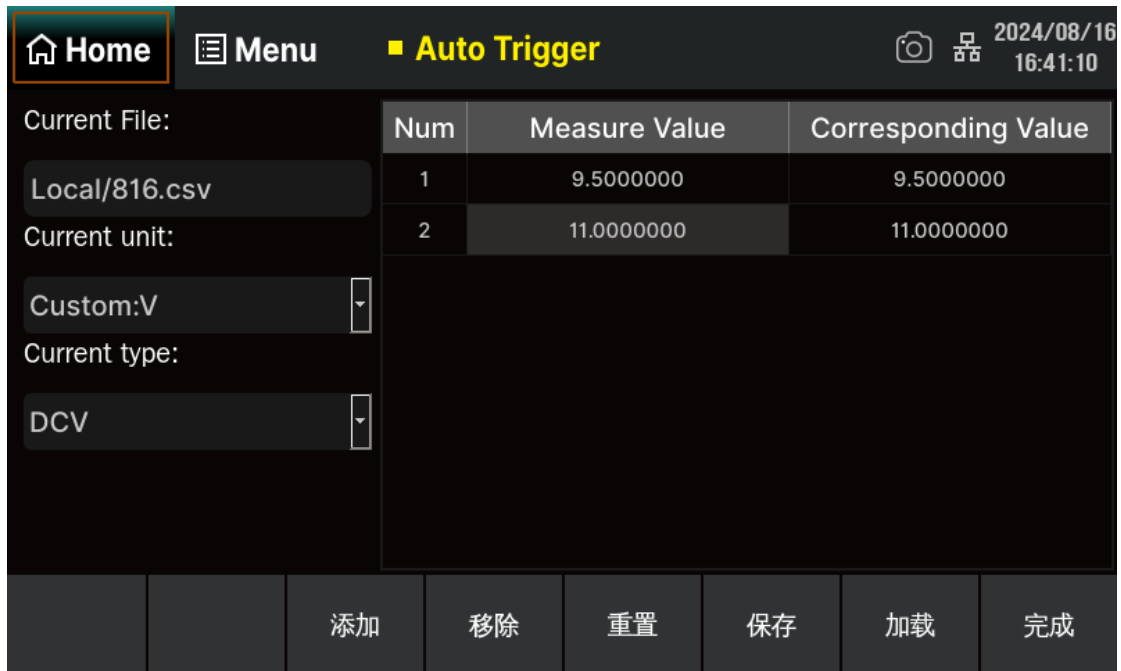 Home Menu Auto Trigger 2024/08/16
16:41:10
Current File:
Local/816.csv
Current unit:
Custom:V
Current type:
DCV
Num Measure Value Corresponding Value
1 9.5000000 9.5000000
2 11.0000000 11.0000000
添加 移除 重置 保存 加载 完成